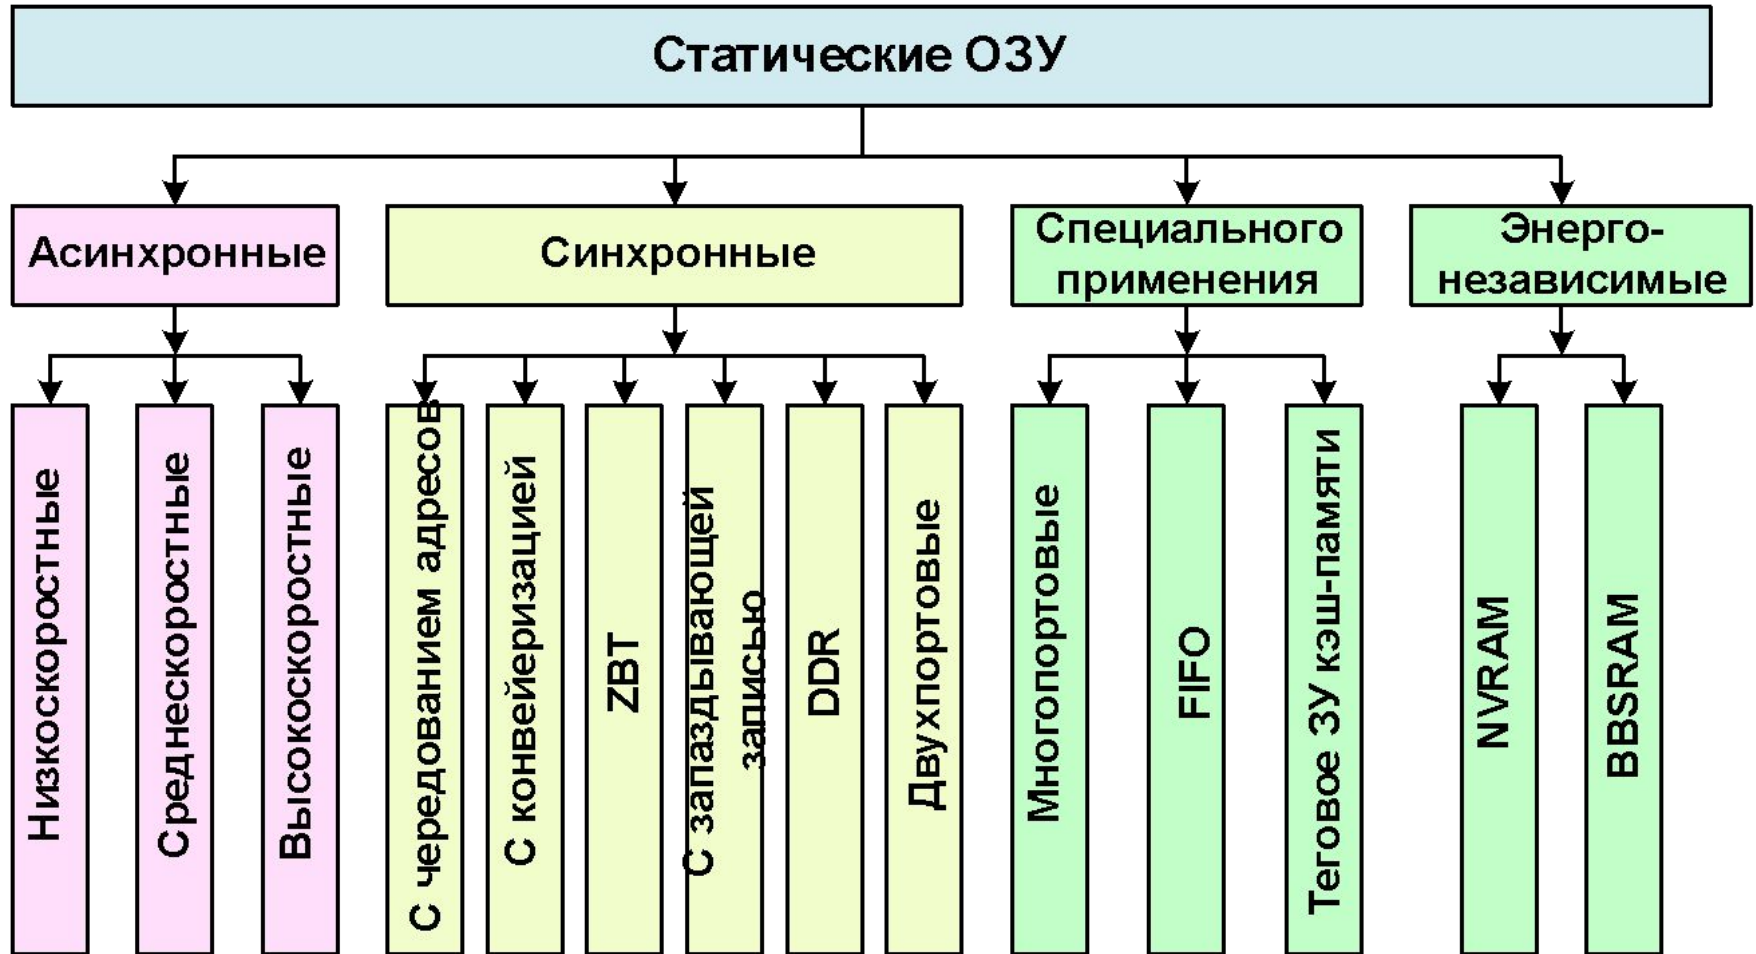 Статические ОЗУ
Асинхронные
Синхронные
Специального
применения
Энерго-
независимые
Низкоскоростные
Среднескоростные
Высокоскоростные
С чередованием адресов
С конвейеризацией
ZBT
С запаздывающей
записью
DDR
Двухпортовые
Многопортовые
FIFO
Теговое ЗУ кэш-памяти
NVRAM
BBSRAM